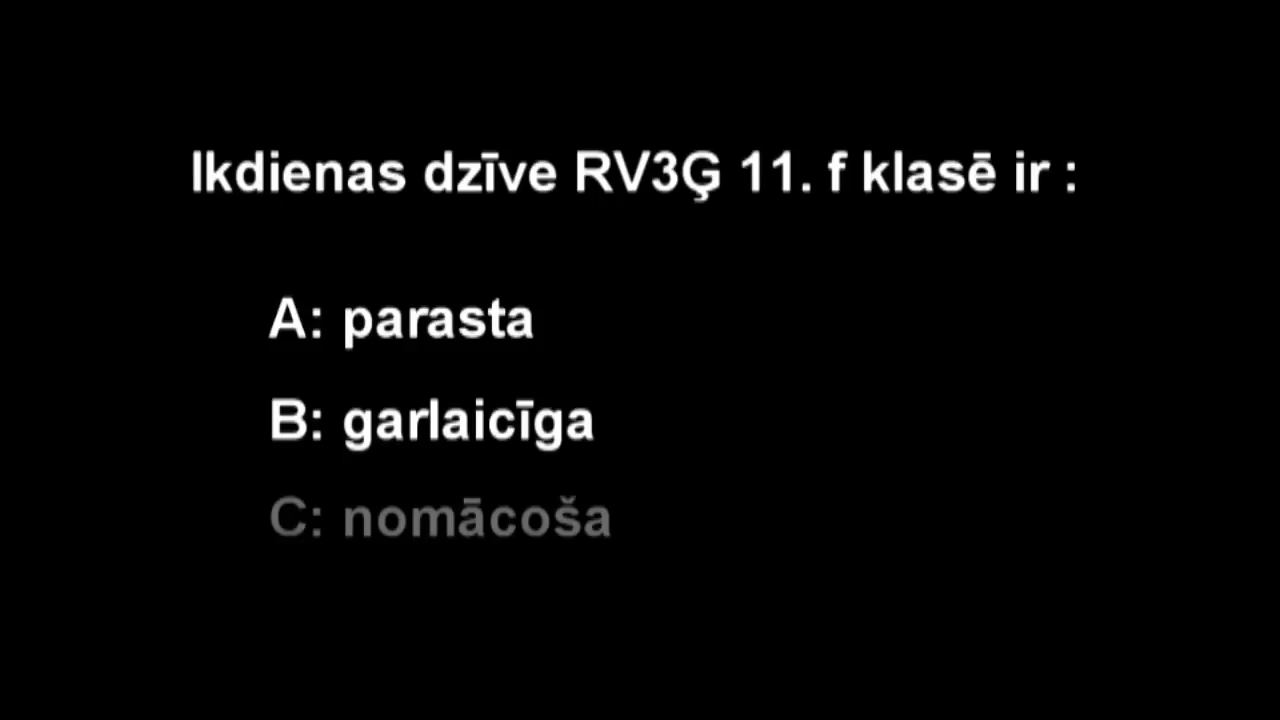 Ikdienas dzīve RV3Ģ 11. f klasē ir :
A: parasta
B: garlaicīga
C: nomācoša